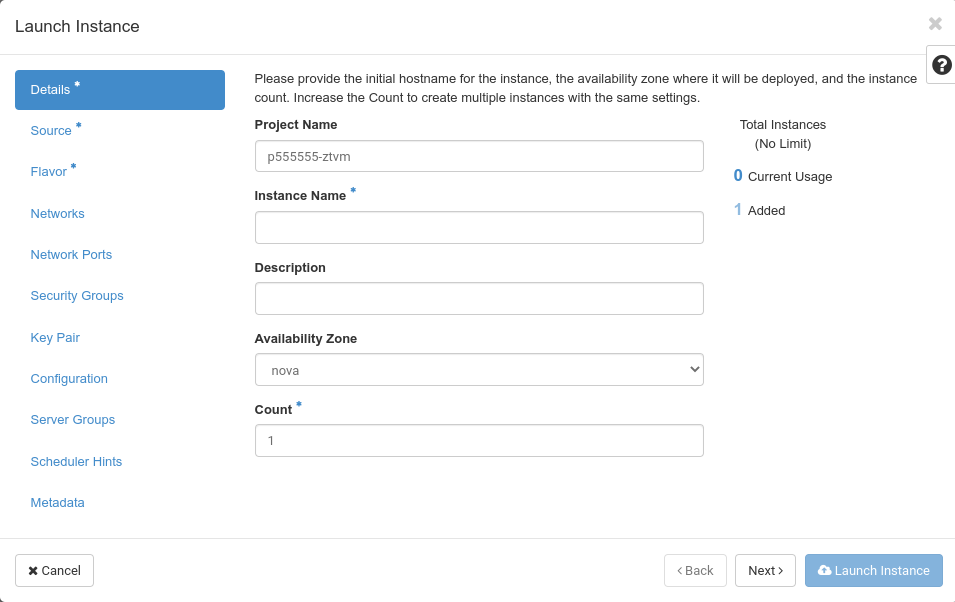 Launch Instance
Please provide the initial hostname for the instance, the availability zone where it will be deployed, and the instance
count. Increase the Count to create multiple instances with the same settings.
Details *
Source *
Flavor *
Networks
Network Ports
Security Groups
Key Pair
Configuration
Server Groups
Scheduler Hints
Metadata
Project Name
p555555-ztvm
Instance Name *
Description
Availability Zone
nova
Count *
1
Total Instances
(No Limit)
0 Current Usage
1 Added
Cancel
Back
Next
Launch Instance